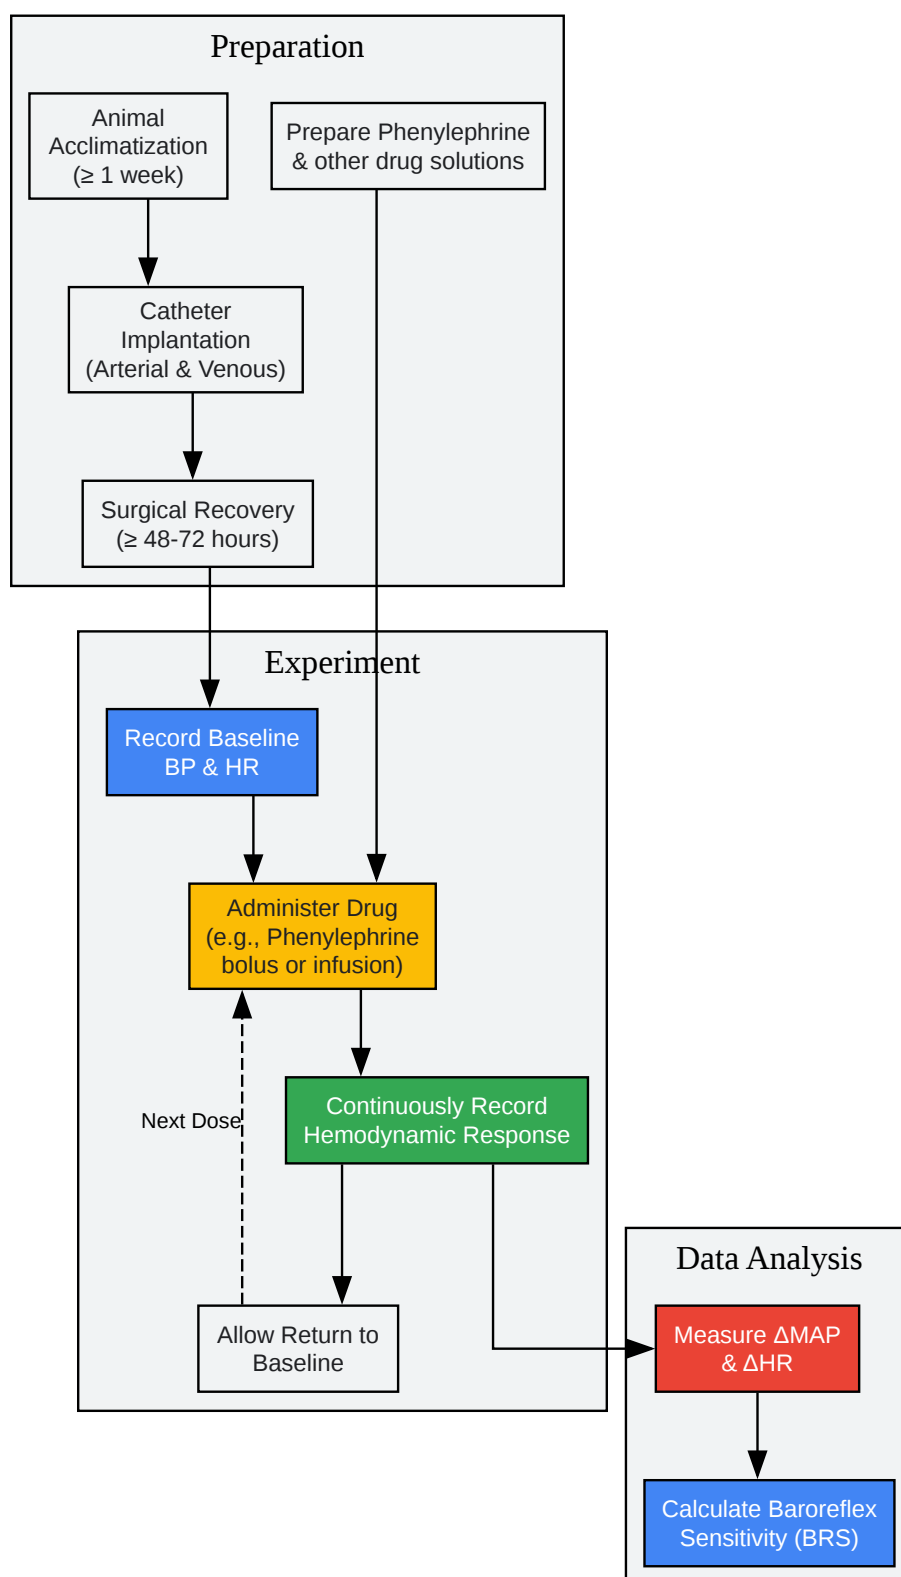 Preparation
Animal
Acclimatization
(≥ 1 week)
Prepare Phenylephrine
& other drug solutions
Catheter
Implantation
(Arterial & Venous)
Surgical Recovery
(≥ 48-72 hours)
Experiment
Record Baseline
BP & HR
Administer Drug
(e.g., Phenylephrine
bolus or infusion)
Continuously Record
Hemodynamic Response
Next Dose
Allow Return to
Baseline
Data Analysis
Measure ΔMAP
& ΔHR
Calculate Baroreflex
Sensitivity (BRS)